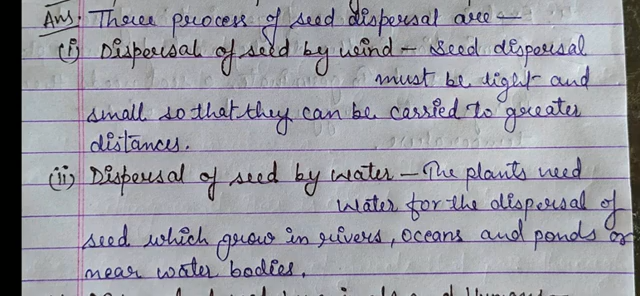 Ans: Three process of seed dispersal are —
(i) Dispersal of seed by wind – Seed dispersal
must be light and
small so that they can be carried to greater
distances.
(ii) Dispersal of seed by water – The plants need
water for the dispersal of
seed which grow in rivers, oceans and ponds or
near water bodies.